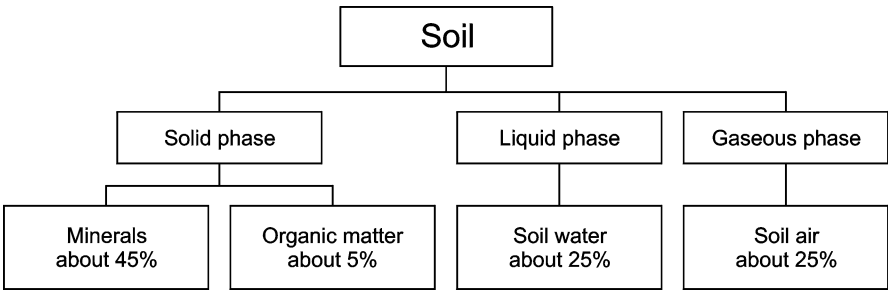 Soil
Solid phase
Liquid phase
Gaseous phase
Minerals
about 45%
Organic matter
about 5%
Soil water
about 25%
Soil air
about 25%